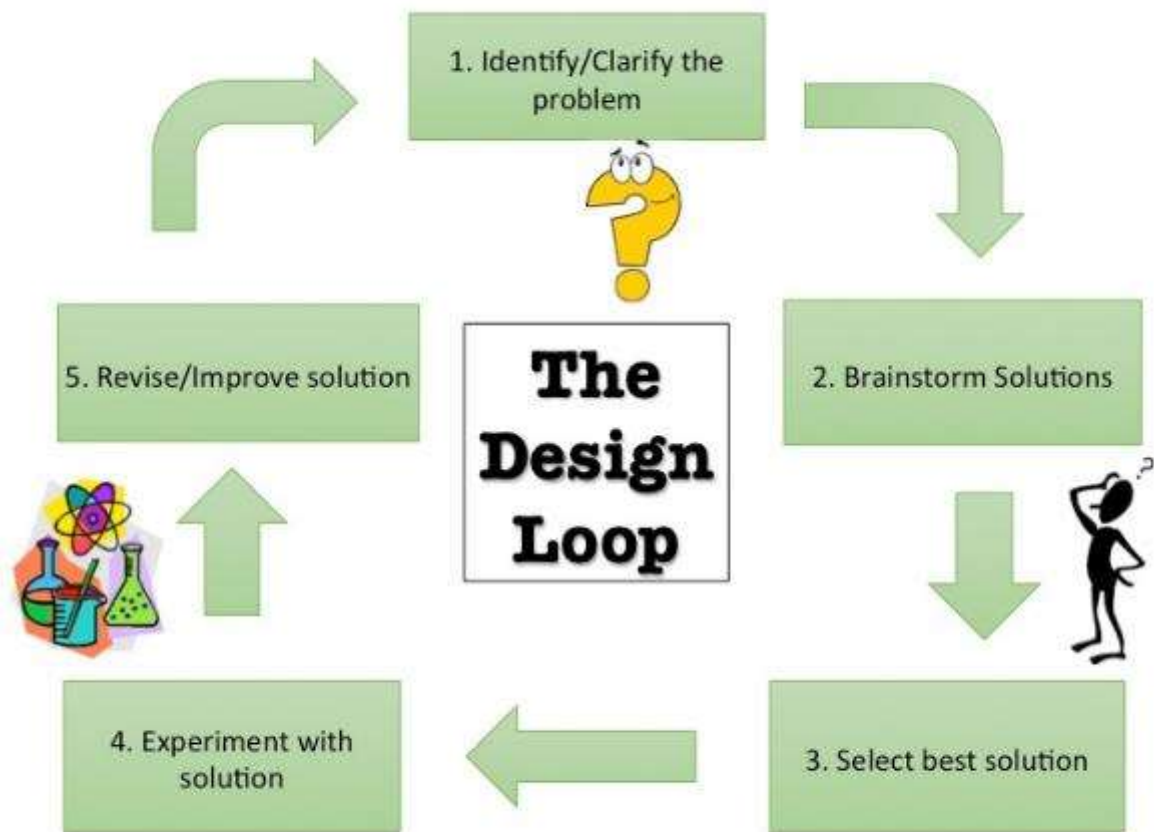 1. Identify/Clarify the
problem
2. Brainstorm Solutions
3. Select best solution
4. Experiment with
solution
5. Revise/Improve solution
The
Design
Loop
?